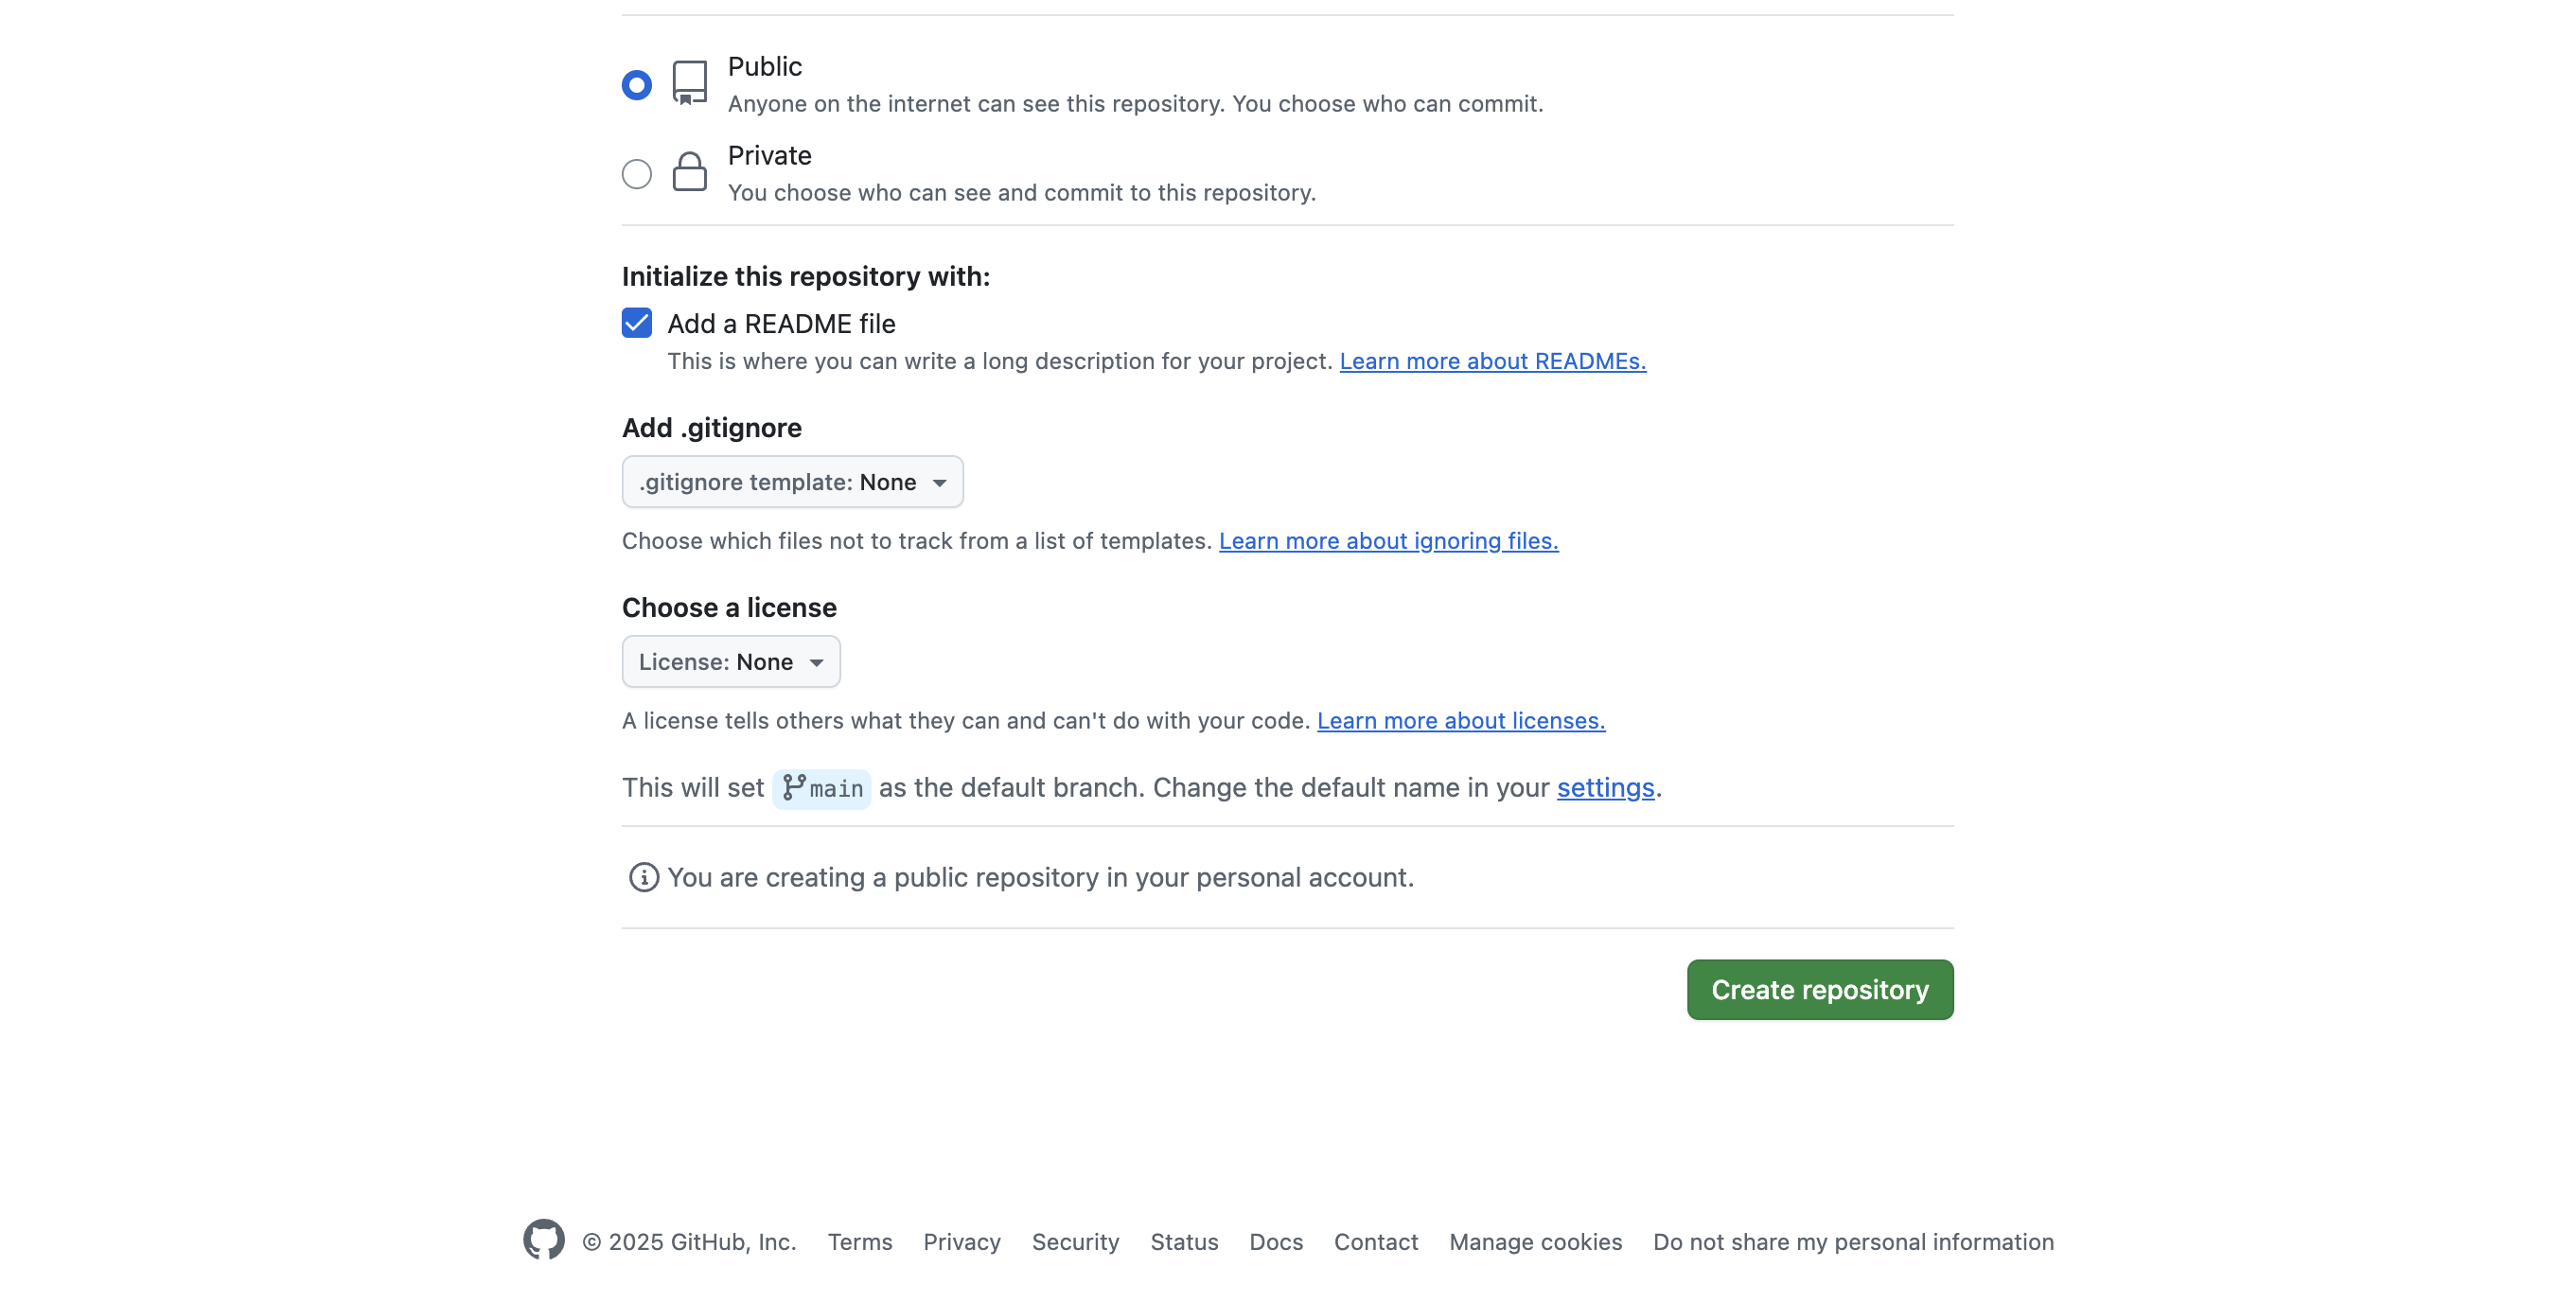 Public
Anyone on the internet can see this repository. You choose who can commit.
Private
You choose who can see and commit to this repository.
Initialize this repository with:
Add a README file
This is where you can write a long description for your project. Learn more about READMEs.
Add .gitignore
.gitignore template: None
Choose which files not to track from a list of templates. Learn more about ignoring files.
Choose a license
License: None
A license tells others what they can and can't do with your code. Learn more about licenses.
This will set main as the default branch. Change the default name in your settings.
You are creating a public repository in your personal account.
Create repository
© 2025 GitHub, Inc. Terms Privacy Security Status Docs Contact Manage cookies Do not share my personal information